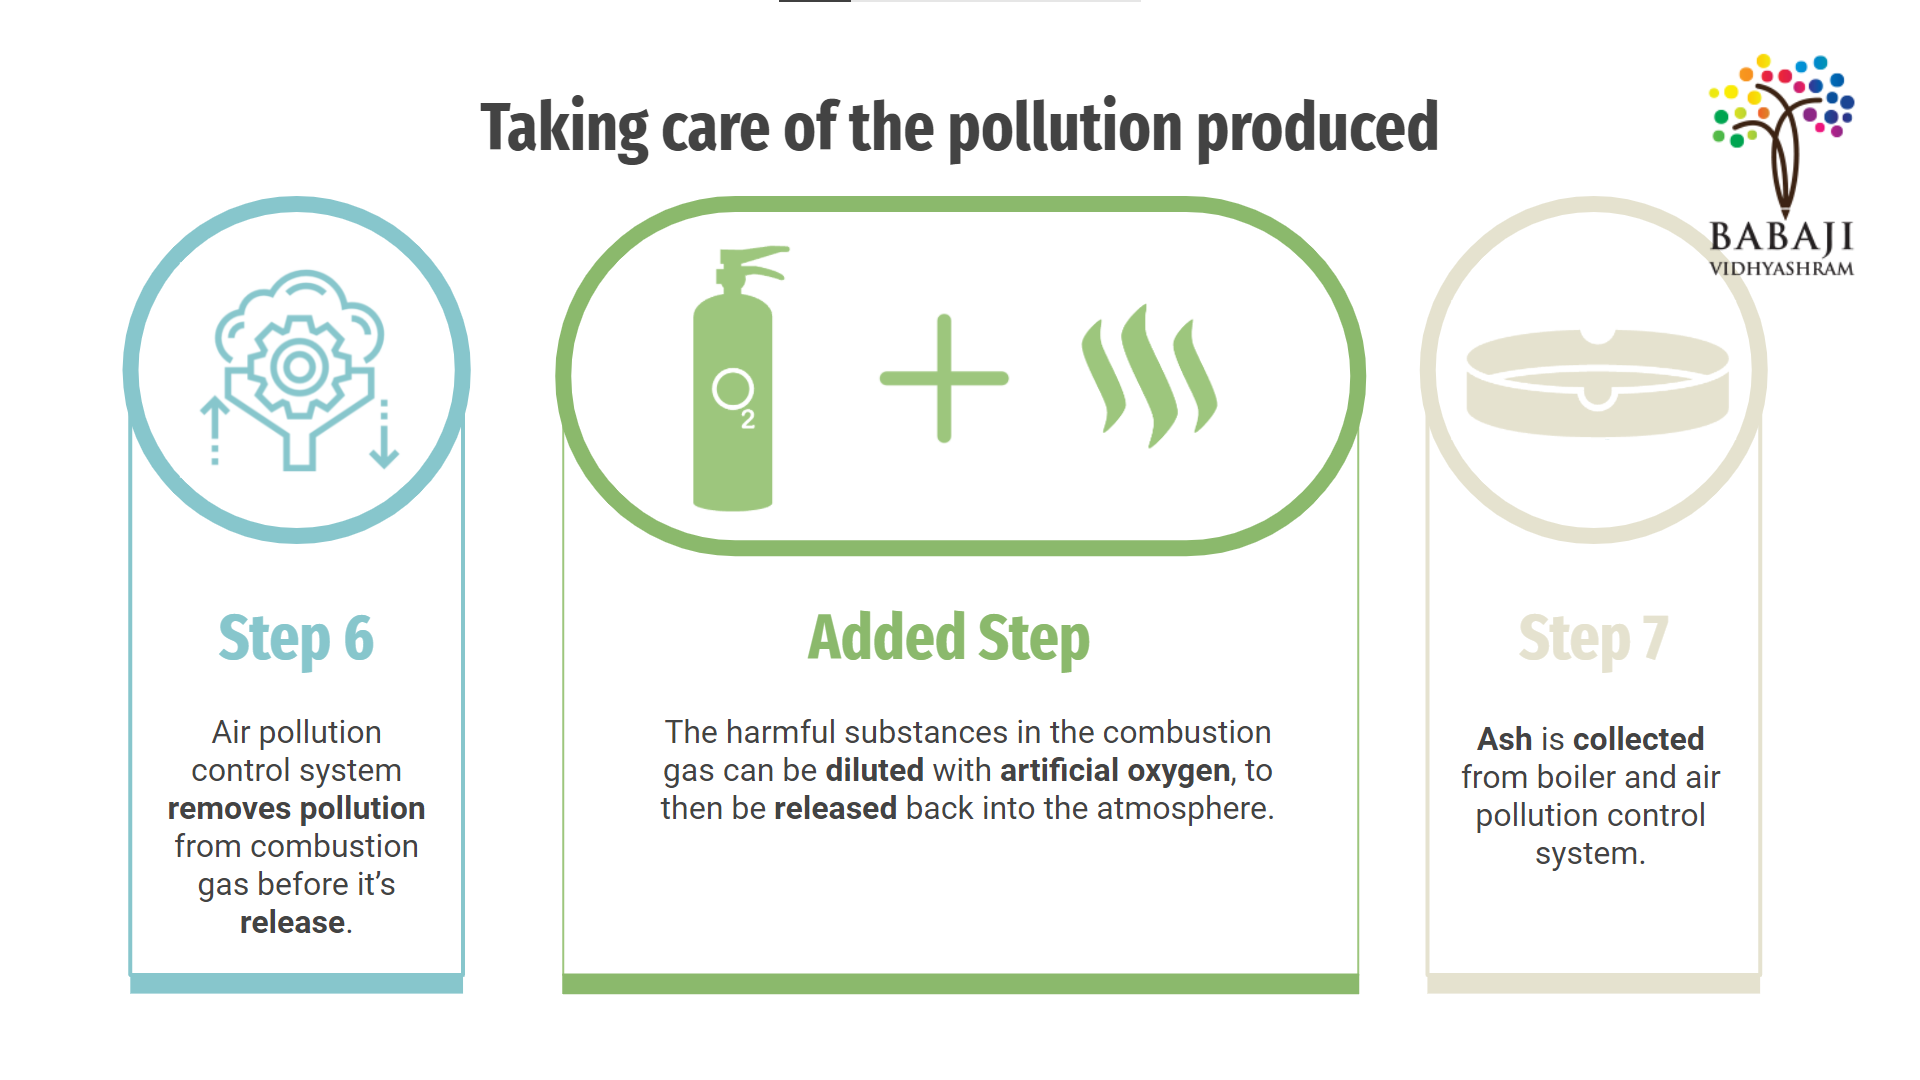 Taking care of the pollution produced
BABAJI
VIDHYASHRAM
O2
Step 6
Air pollution
control system
removes pollution
from combustion
gas before it’s
release.
Added Step
The harmful substances in the combustion
gas can be diluted with artificial oxygen, to
then be released back into the atmosphere.
Step 7
Ash is collected
from boiler and air
pollution control
system.